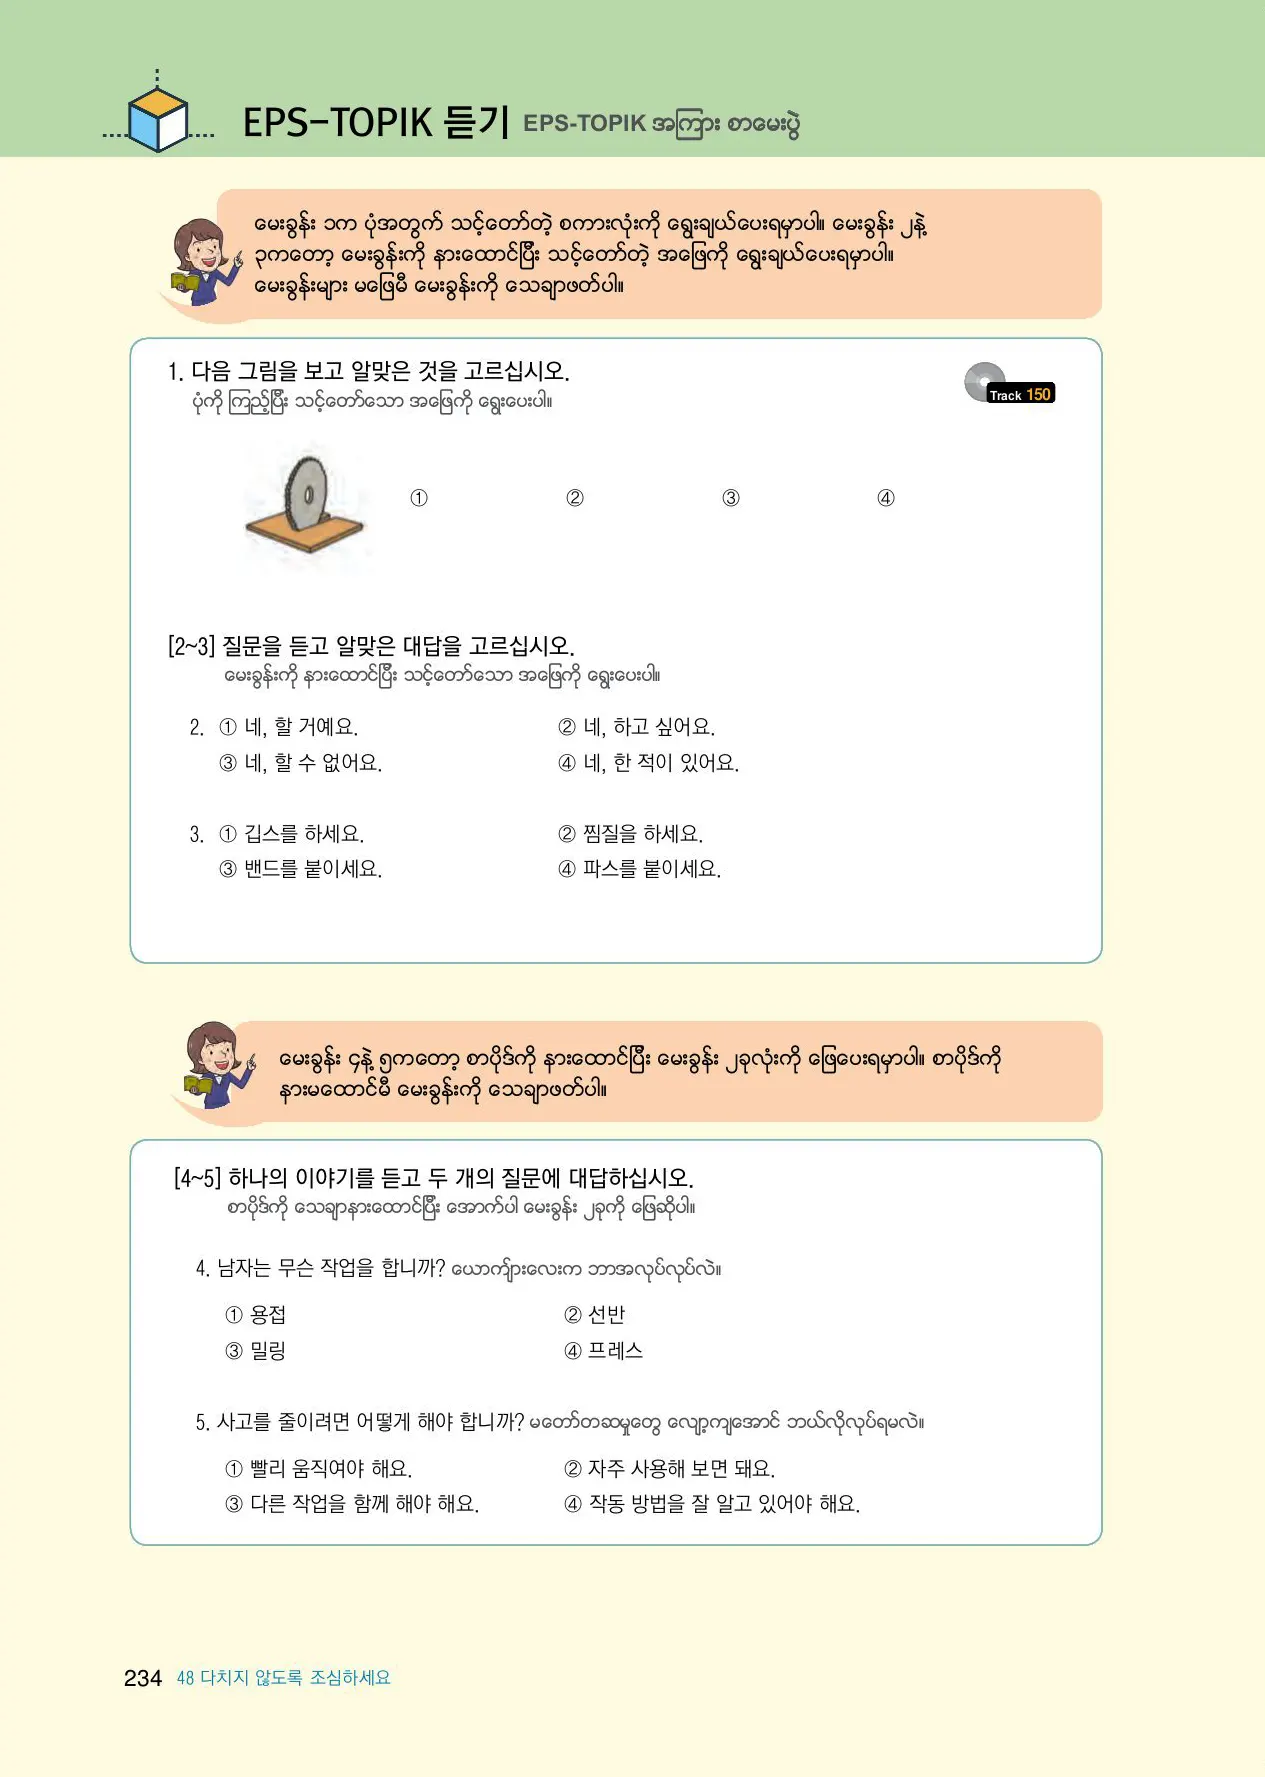 EPS-TOPIK 듣기 EPS-TOPIK အကြား စာမေးပွဲ
မေးခွန်း ၁က ပုံအတွက် သင့်တော်တဲ့ စကားလုံးကို ရွေးချယ်ပေးရမှာပါ။ မေးခွန်း ၂နဲ့
၃ကတော့ မေးခွန်းကို နားထောင်ပြီး သင့်တော်တဲ့ အဖြေကို ရွေးချယ်ပေးရမှာပါ။
မေးခွန်းများ မဖြေမီ မေးခွန်းကို သေချာဖတ်ပါ။
1. 다음 그림을 보고 알맞은 것을 고르십시오.
ပုံကို ကြည့်ပြီး သင့်တော်သော အဖြေကို ရွေးပေးပါ။
Track 150
① ② ③ ④
[2~3] 질문을 듣고 알맞은 대답을 고르십시오.
မေးခွန်းကို နားထောင်ပြီး သင့်တော်သော အဖြေကို ရွေးပေးပါ။
2. ① 네, 할 거예요. ② 네, 하고 싶어요.
③ 네, 할 수 없어요. ④ 네, 한 적이 있어요.
3. ① 깁스를 하세요. ② 찜질을 하세요.
③ 밴드를 붙이세요. ④ 파스를 붙이세요.
မေးခွန်း ၄နဲ့ ၅ကတော့ စာပိုဒ်ကို နားထောင်ပြီး မေးခွန်း ၂ခုလုံးကို ဖြေပေးရမှာပါ။ စာပိုဒ်ကို
နားမထောင်မီ မေးခွန်းကို သေချာဖတ်ပါ။
[4~5] 하나의 이야기를 듣고 두 개의 질문에 대답하십시오.
စာပိုဒ်ကို သေချာနားထောင်ပြီး အောက်ပါ မေးခွန်း ၂ခုကို ဖြေဆိုပါ။
4. 남자는 무슨 작업을 합니까? ယောက်ျားလေးက ဘာအလုပ်လုပ်လဲ။
① 용접 ② 선반
③ 밀링 ④ 프레스
5. 사고를 줄이려면 어떻게 해야 합니까? မတော်တဆမှုတွေ လျော့ကျအောင် ဘယ်လိုလုပ်ရမလဲ။
① 빨리 움직여야 해요. ② 자주 사용해 보면 돼요.
③ 다른 작업을 함께 해야 해요. ④ 작동 방법을 잘 알고 있어야 해요.
234 48 다치지 않도록 조심하세요